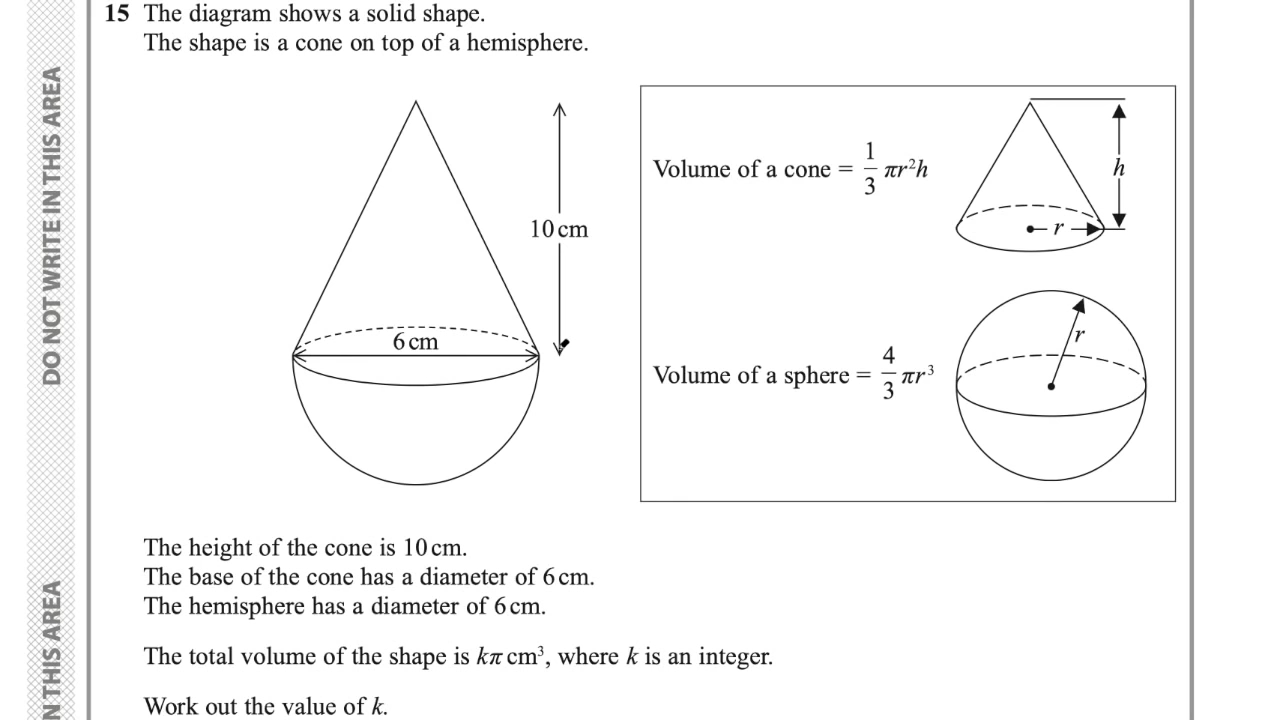 DO NOT WRITE IN THIS AREA
15 The diagram shows a solid shape.
The shape is a cone on top of a hemisphere.
10 cm
6 cm
Volume of a cone = 1/3 πr²h
h
r
Volume of a sphere = 4/3 πr³
r
The height of the cone is 10 cm.
The base of the cone has a diameter of 6 cm.
The hemisphere has a diameter of 6 cm.
The total volume of the shape is kπ cm³, where k is an integer.
Work out the value of k.
N THIS AREA